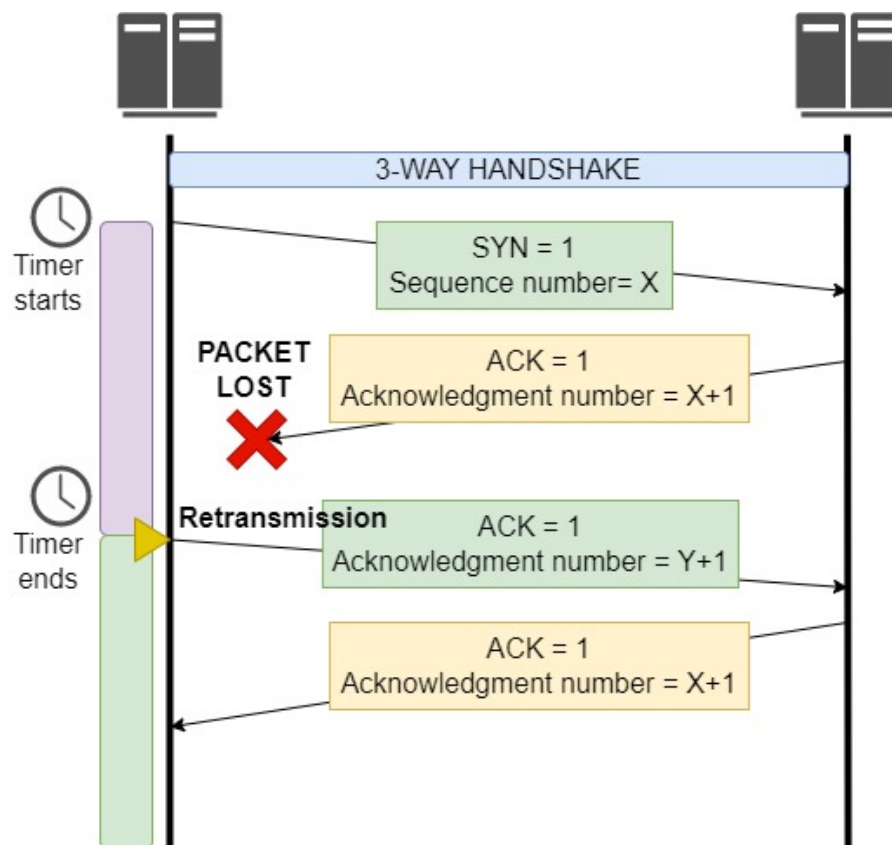 3-WAY HANDSHAKE
Timer
starts
SYN = 1
Sequence number= X
PACKET
LOST
ACK = 1
Acknowledgment number = X+1
Timer
ends
Retransmission
ACK = 1
Acknowledgment number = Y+1
ACK = 1
Acknowledgment number = X+1